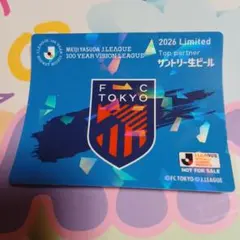 MEIJI YASUDA J.LEAGUE
100 YEAR VISION LEAGUE
2026 Limited
Top partner
サントリー生ビール
FC
TOKYO
NOT FOR SALE
©FC TOKYO/J.LEAGUE